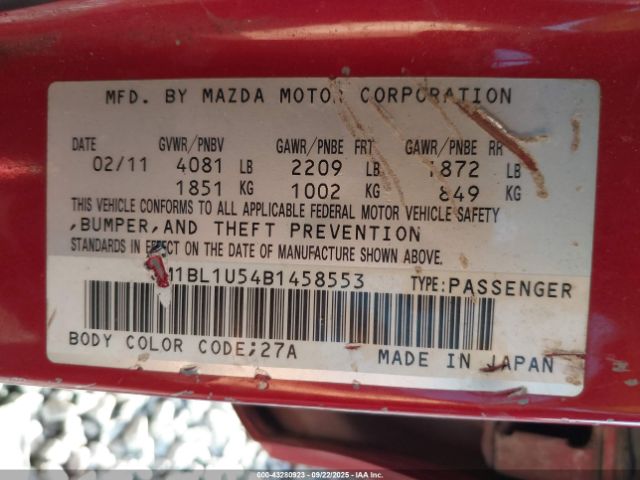 MFD. BY MAZDA MOTOR CORPORATION
DATE GVWR/PNBV GAWR/PNBE FRT GAWR/PNBE RR
02/11 4081 LB 2209 LB 1872 LB
1851 KG 1002 KG 849 KG
THIS VEHICLE CONFORMS TO ALL APPLICABLE FEDERAL MOTOR VEHICLE SAFETY
,BUMPER,AND THEFT PREVENTION
STANDARDS IN EFFECT ON THE DATE OF MANUFACTURE SHOWN ABOVE.
M1BL1U54B1458553 TYPE:PASSENGER
BODY COLOR CODE;27A MADE IN JAPAN
000-43280923 - 09/22/2025 - IAA Inc.